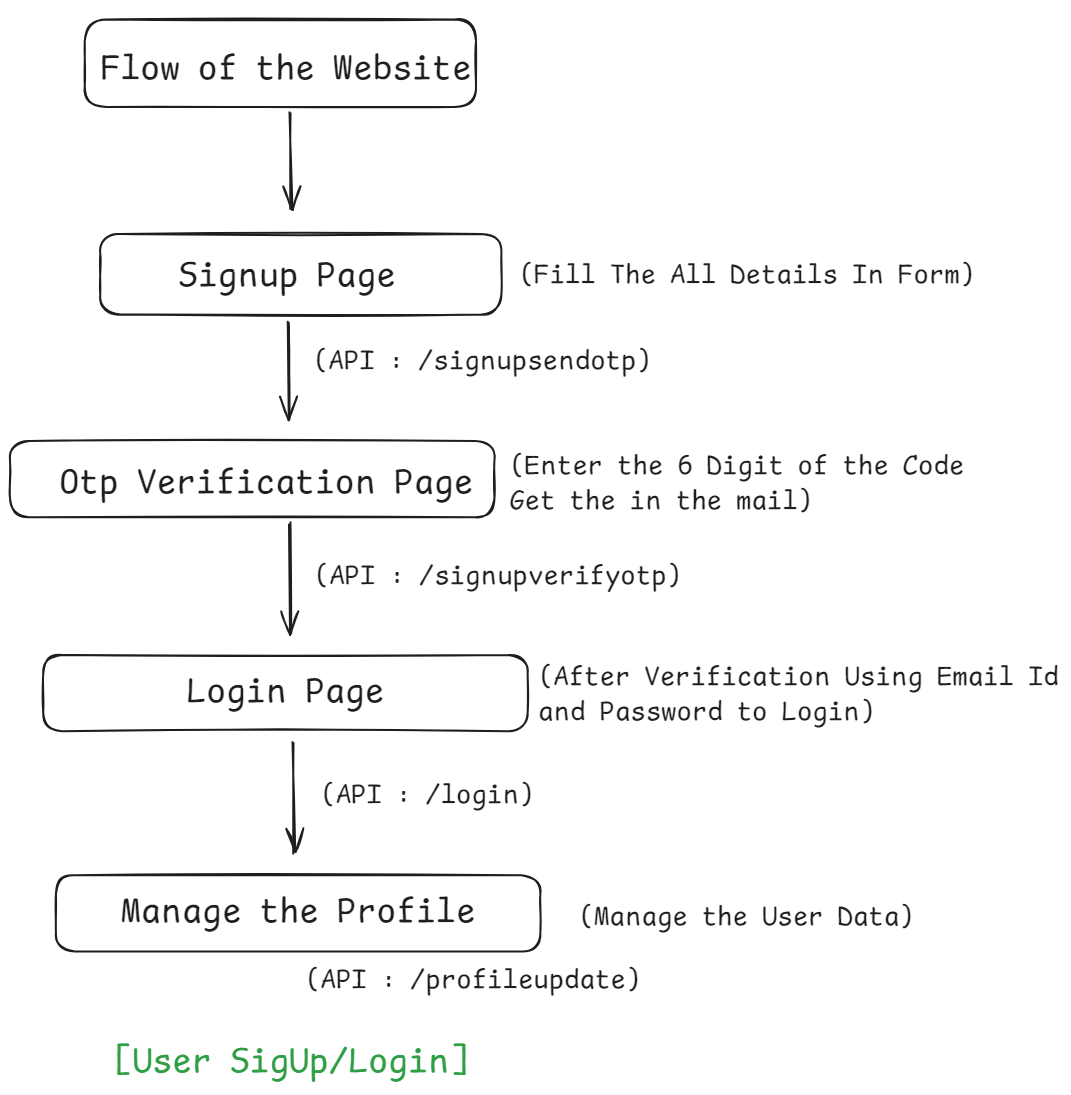 Flow of the Website
Signup Page
(Fill The All Details In Form)
(API : /signupsendotp)
Otp Verification Page
(Enter the 6 Digit of the Code
Get the in the mail)
(API : /signupverifyotp)
Login Page
(After Verification Using Email Id
and Password to Login)
(API : /login)
Manage the Profile
(Manage the User Data)
(API : /profileupdate)
[User SigUp/Login]